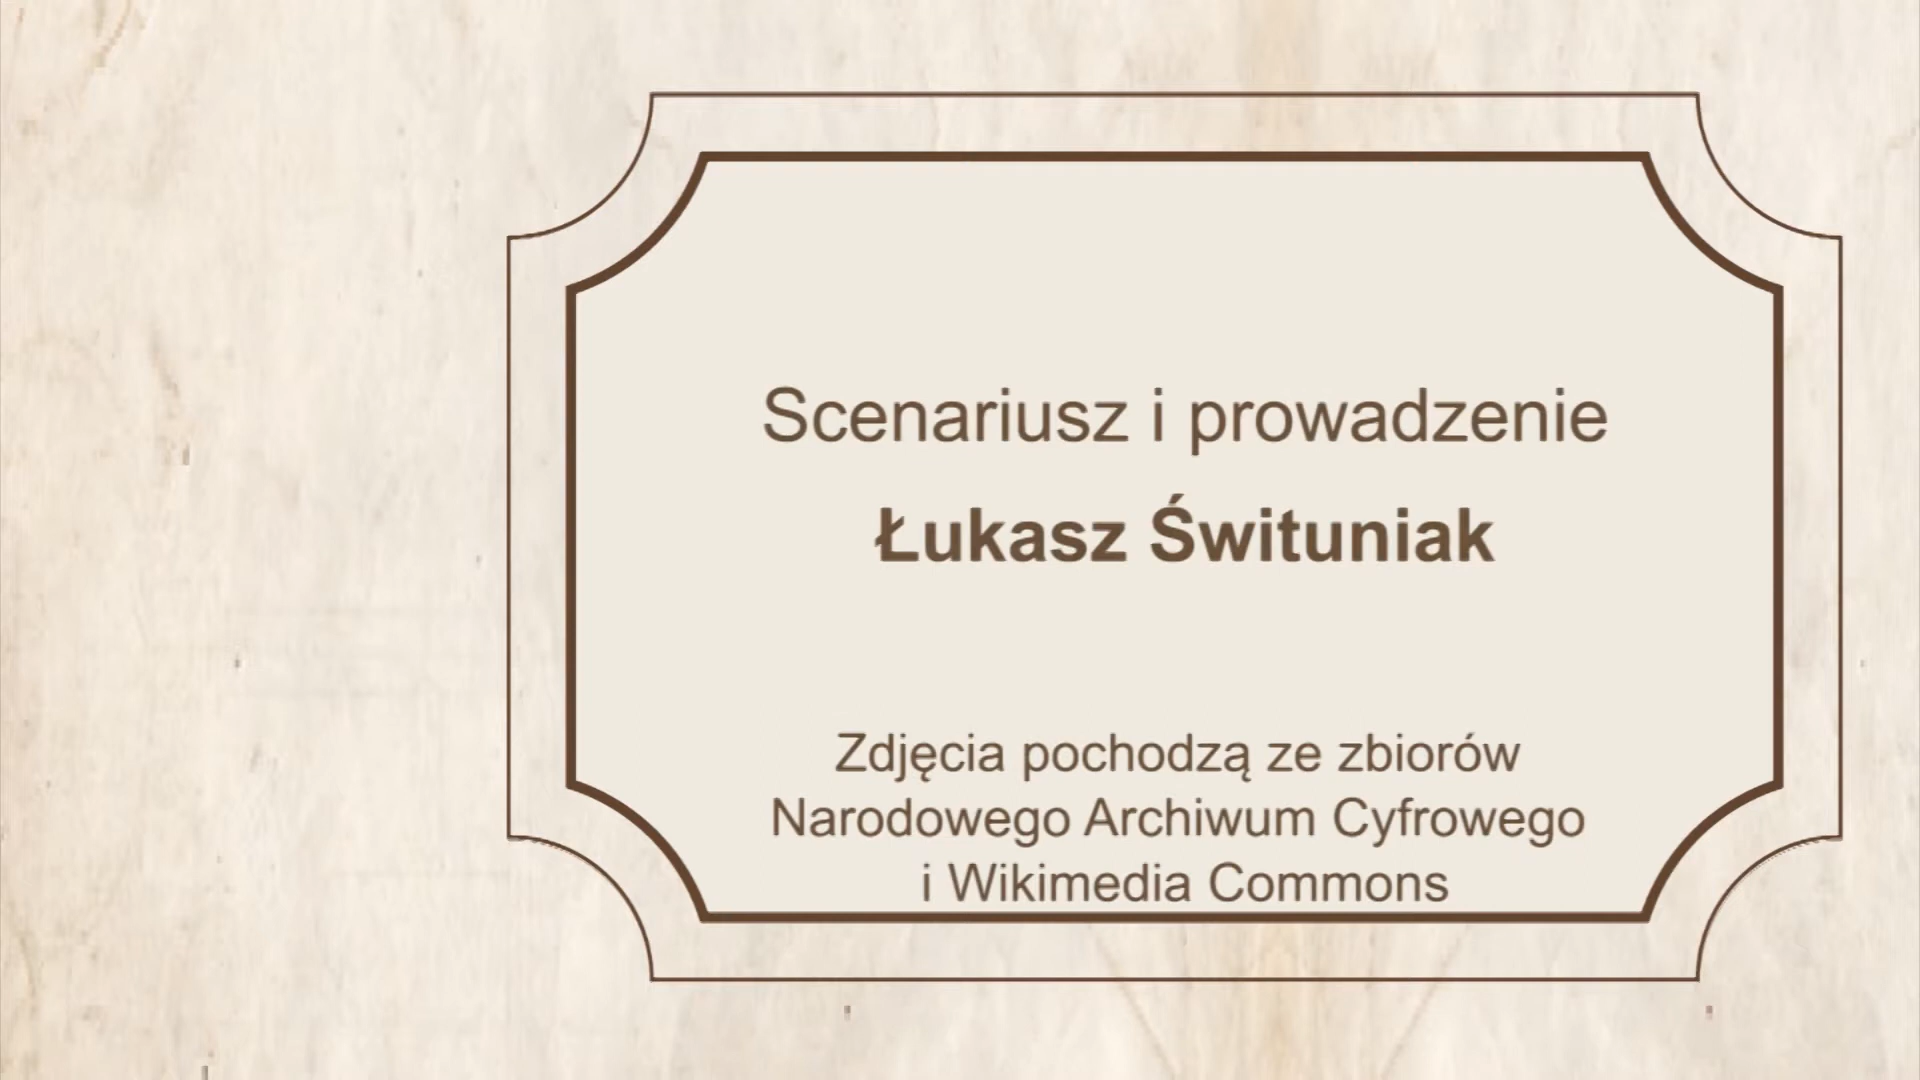 Scenariusz i prowadzenie
Łukasz Śwituniak
Zdjęcia pochodzą ze zbiorów
Narodowego Archiwum Cyfrowego
i Wikimedia Commons